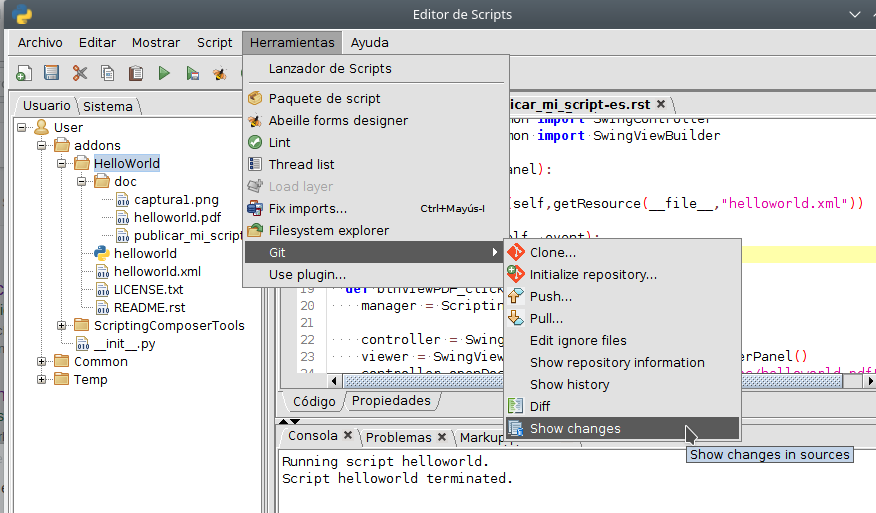 Editor de Scripts
Archivo Editar Mostrar Script Herramientas Ayuda
Usuario Sistema
User
addons
HelloWorld
doc
captura1.png
helloworld.pdf
publicar_mi_script
helloworld
helloworld.xml
LICENSE.txt
README.rst
ScriptingComposerTools
__init__.py
Common
Temp
Lanzador de Scripts
Paquete de script
Abeille forms designer
Lint
Thread list
Load layer
Fix imports... Ctrl+Mayús-I
Filesystem explorer
Git
Use plugin...
Clone...
Initialize repository...
Push...
Pull...
Edit ignore files
Show repository information
Show history
Diff
Show changes
Show changes in sources
licar_mi_script-es.rst
mon import SwingController
mon import SwingViewBuilder
anel):
(self,getResource(__file__,"helloworld.xml"))
elf, event):
19 def btnViewPDF_click
20 manager = Scriptin
21
22 controller = Swing
23 viewer = SwingView erPanel()
24 controller.openDoc oc/helloworld.pdf
Código Propiedades
Consola Problemas Markup
Running script helloworld.
Script helloworld terminated.